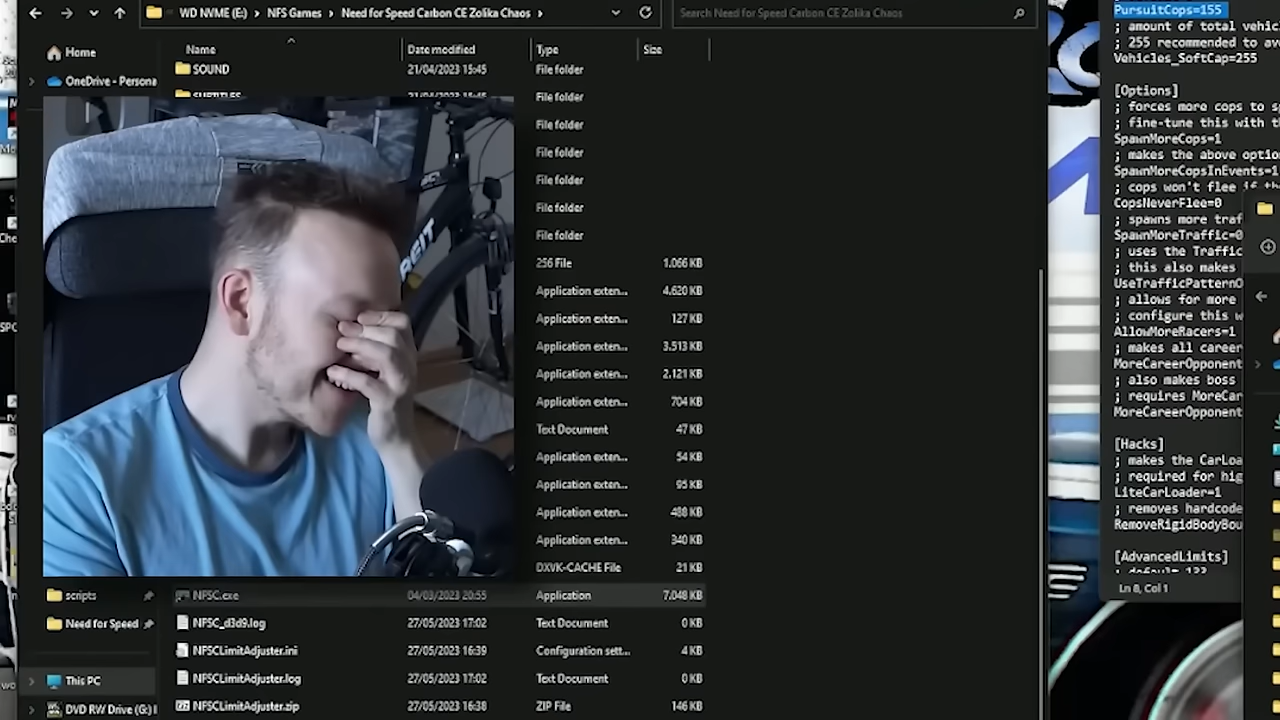 WD NVME (E:) > NFS Games > Need for Speed Carbon CE Zolika Chaos >
Search Need for Speed Carbon CE Zolika Chaos
Home
OneDrive - Persona
Name Date modified Type Size
SOUND 21/04/2023 15:45 File folder
SUBTITLES 21/04/2023 15:45 File folder
File folder
File folder
File folder
File folder
File folder
256 File 1.066 KB
Application exten... 4.620 KB
Application exten... 127 KB
Application exten... 3.513 KB
Application exten... 2.121 KB
Application exten... 704 KB
Text Document 47 KB
Application exten... 54 KB
Application exten... 95 KB
Application exten... 488 KB
Application exten... 340 KB
DXVK-CACHE File 21 KB
scripts
NFSC.exe 04/03/2023 20:55 Application 7.048 KB
Need for Speed
NFSC_d3d9.log 27/05/2023 17:02 Text Document 0 KB
NFSCLimitAdjuster.ini 27/05/2023 16:39 Configuration sett... 4 KB
This PC
NFSCLimitAdjuster.log 27/05/2023 17:02 Text Document 0 KB
DVD RW Drive (G:) I
NFSCLimitAdjuster.zip 27/05/2023 16:38 ZIP File 146 KB
PursuitCops=155
; amount of total vehic
; 255 recommended to av
Vehicles_SoftCap=255
[Options]
; forces more cops to s
; fine-tune this with th
SpawnMoreCops=1
; makes the above optio
SpawnMoreCopsInEvents=1
; cops won't flee if th
CopsNeverFlee=0
; spawns more traf
SpawnMoreTraffic=0
; uses the Traffic
; this also makes
UseTrafficPatternO
; allows for more
; configure this w
AllowMoreRacers=1
; makes all career
MoreCareerOpponent
; also makes boss
; requires MoreCar
MoreCareerOpponent
[Hacks]
; makes the CarLoa
; required for hig
LiteCarLoader=1
; removes hardcode
RemoveRigidBodyBou
[AdvancedLimits]
; default 133
Ln 8, Col 1